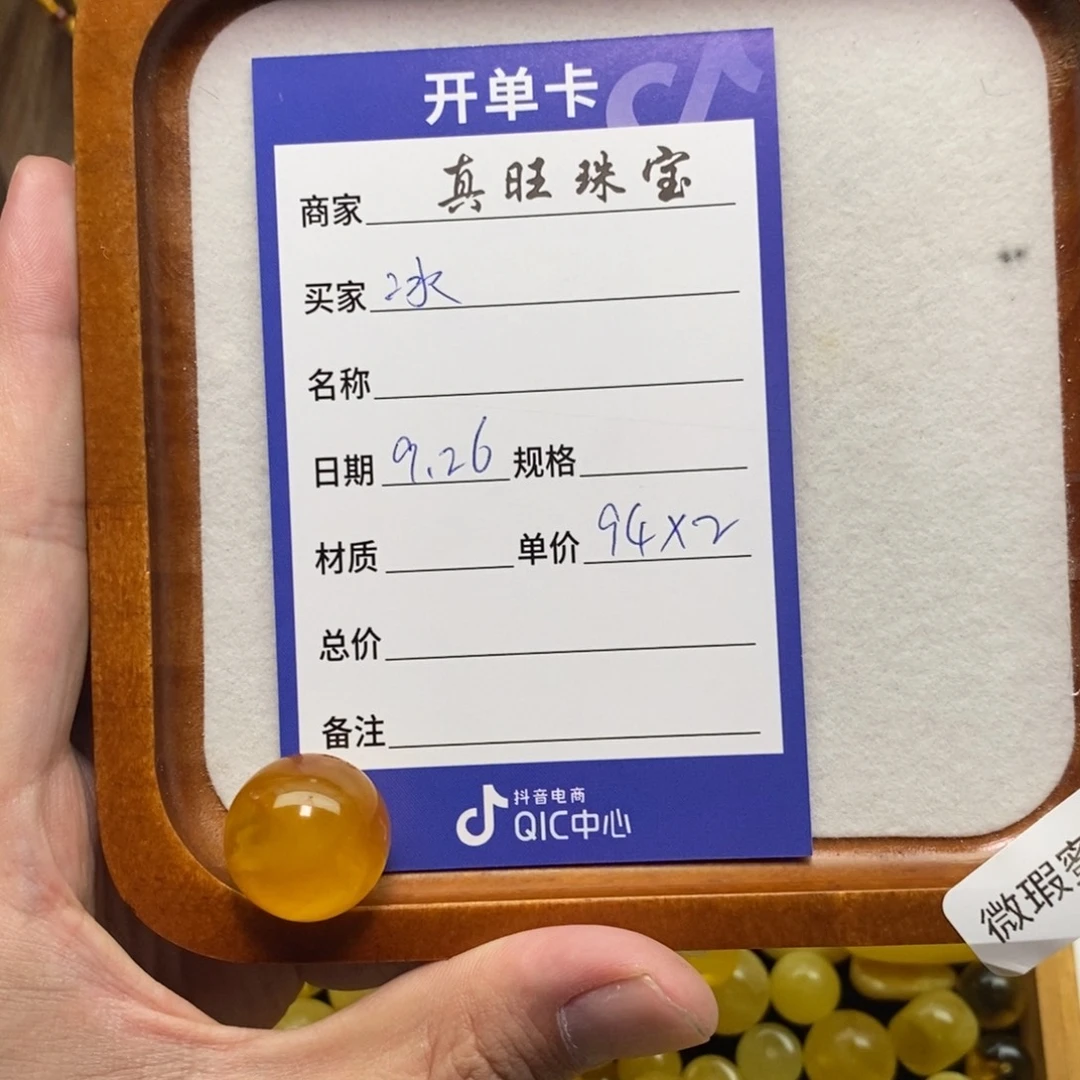 开单卡
商家 真旺珠宝
买家 冰
名称
日期 9.26 规格
材质 单价 94×2
总价
备注
抖音电商
QIC中心
微瑕